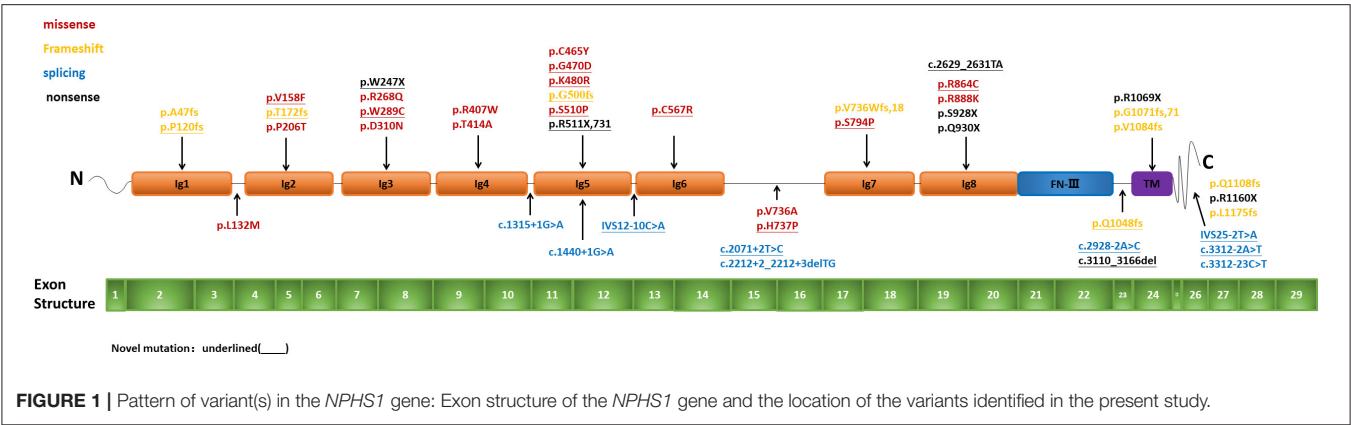 missense
Frameshift
splicing
nonsense
p.A47fs
p.P120fs
p.V158F
p.T172fs
p.P206T
p.W247X
p.R268Q
p.W289C
p.D310N
p.R407W
p.T414A
p.C465Y
p.G470D
p.K480R
p.G500fs
p.S510P
p.R511X,731
p.C567R
p.V736Wfs,18
p.S794P
c.2629_2631TA
p.R864C
p.R888K
p.S928X
p.Q930X
p.R1069X
p.G1071fs,71
p.V1084fs
N
Ig1
Ig2
Ig3
Ig4
Ig5
Ig6
Ig7
Ig8
FN-III
TM
C
p.L132M
c.1315+1G>A
c.1440+1G>A
IVS12-10C>A
p.V736A
p.H737P
c.2071+2T>C
c.2212+2_2212+3delTG
p.Q1048fs
c.2928-2A>C
c.3110_3166del
p.Q1108fs
p.R1160X
p.L1175fs
IVS25-2T>A
c.3312-2A>T
c.3312-23C>T
Exon
Structure
1 2 3 4 5 6 7 8 9 10 11 12 13 14 15 16 17 18 19 20 21 22 23 24 26 27 28 29
Novel mutation: underlined(____)
FIGURE 1 | Pattern of variant(s) in the NPHS1 gene: Exon structure of the NPHS1 gene and the location of the variants identified in the present study.